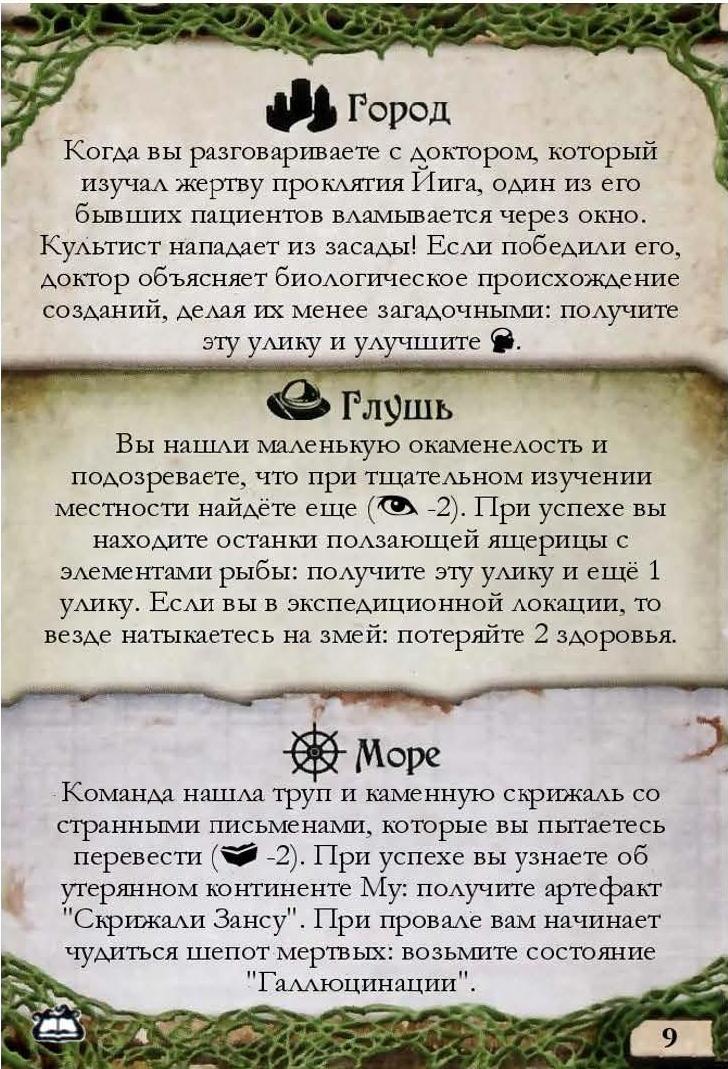 Город
Когда вы разговариваете с доктором, который
изучал жертву проклятия Йига, один из его
бывших пациентов вламывается через окно.
Культист нападает из засады! Если победили его,
доктор объясняет биологическое происхождение
созданий, делая их менее загадочными: получите
эту улику и улучшите .
Глушь
Вы нашли маленькую окаменелость и
подозреваете, что при тщательном изучении
местности найдёте еще ( -2). При успехе вы
находите останки ползающей ящерицы с
элементами рыбы: получите эту улику и ещё 1
улику. Если вы в экспедиционной локации, то
везде натыкаетесь на змей: потеряйте 2 здоровья.
Море
Команда нашла труп и каменную скрижаль со
странными письменами, которые вы пытаетесь
перевести ( -2). При успехе вы узнаете об
утерянном континенте Му: получите артефакт
"Скрижали Зансу". При провале вам начинает
чудиться шепот мертвых: возьмите состояние
"Галлюцинации".
9